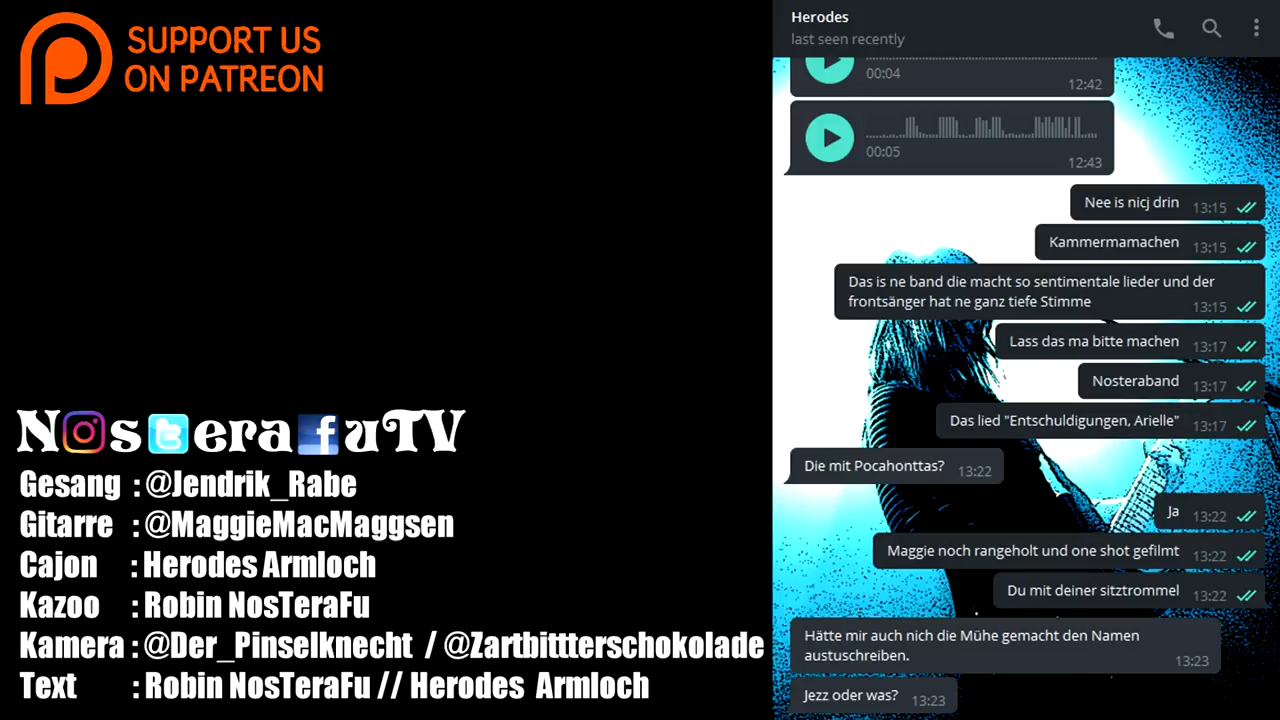 SUPPORT US
ON PATREON
NosTerafuTV
Gesang : @Jendrik_Rabe
Gitarre : @MaggieMacMaggsen
Cajon : Herodes Armloch
Kazoo : Robin NosTeraFu
Kamera : @Der_Pinselknecht / @Zartbittterschokolade
Text : Robin NosTeraFu // Herodes Armloch
Herodes
last seen recently
00:04
12:42
00:05
12:43
Nee is nicj drin 13:15
Kammermamachen 13:15
Das is ne band die macht so sentimentale lieder und der
frontsänger hat ne ganz tiefe Stimme 13:15
Lass das ma bitte machen 13:17
Nosteraband 13:17
Das lied "Entschuldigungen, Arielle" 13:17
Die mit Pocahonttas? 13:22
Ja 13:22
Maggie noch rangeholt und one shot gefilmt 13:22
Du mit deiner sitztrommel 13:22
Hätte mir auch nich die Mühe gemacht den Namen
austuschreiben. 13:23
Jezz oder was? 13:23